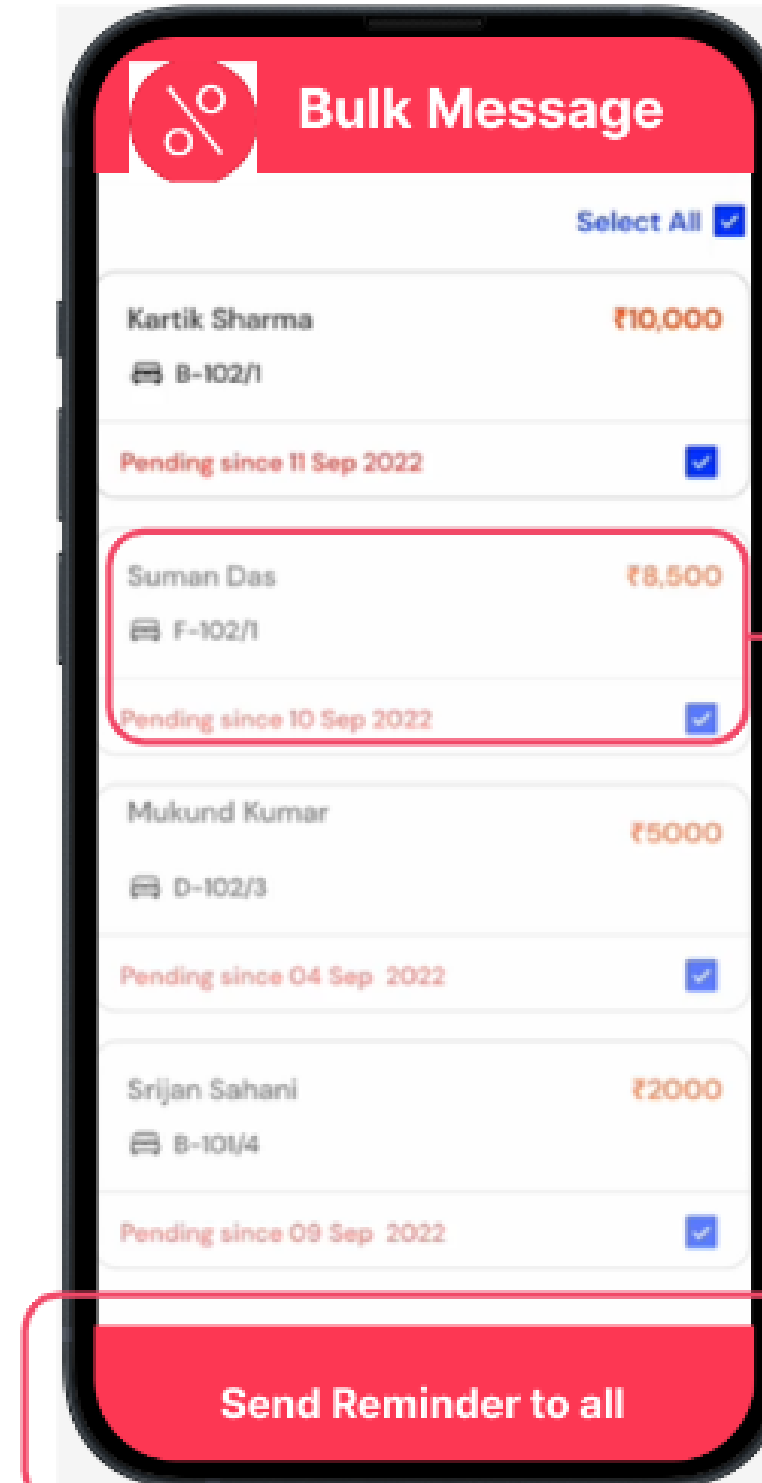 Bulk Message
Select All
Kartik Sharma ₹10,000
B-102/1
Pending since 11 Sep 2022
Suman Das ₹8,500
F-102/1
Pending since 10 Sep 2022
Mukund Kumar ₹5000
D-102/3
Pending since 04 Sep 2022
Srijan Sahani ₹2000
B-101/4
Pending since 09 Sep 2022
Send Reminder to all